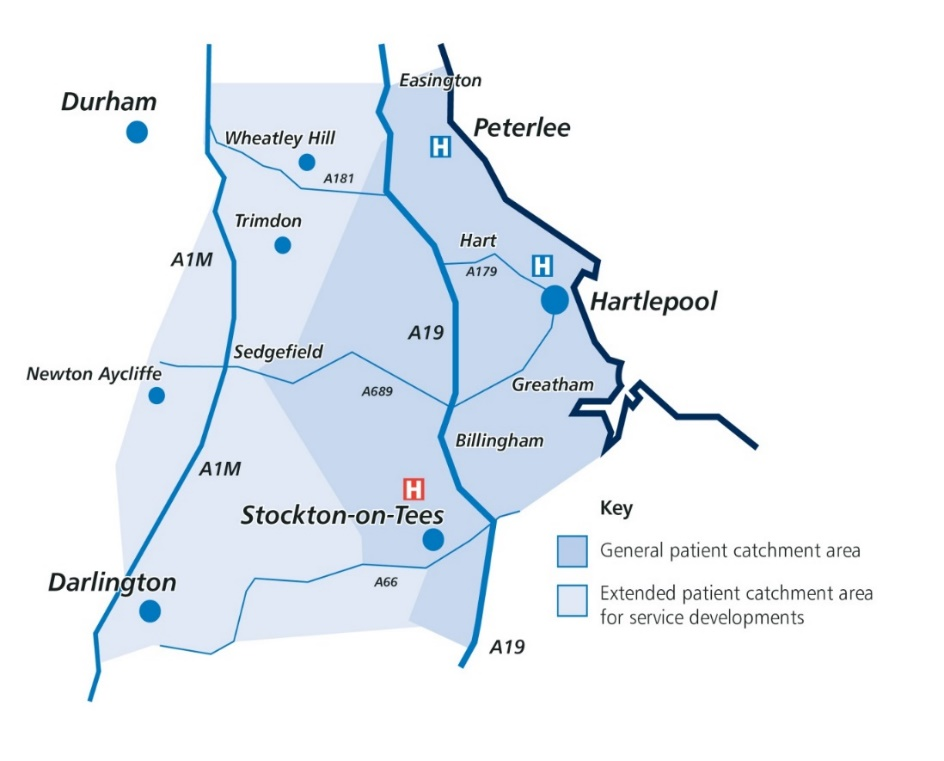 Easington
Durham
Peterlee
Wheatley Hill
H
A181
Trimdon
Hart
A1M
H
A179
Hartlepool
A19
Sedgefield
Newton Aycliffe
Greatham
A689
Billingham
A1M
H
Stockton-on-Tees
Key
General patient catchment area
Darlington
A66
Extended patient catchment area
for service developments
A19